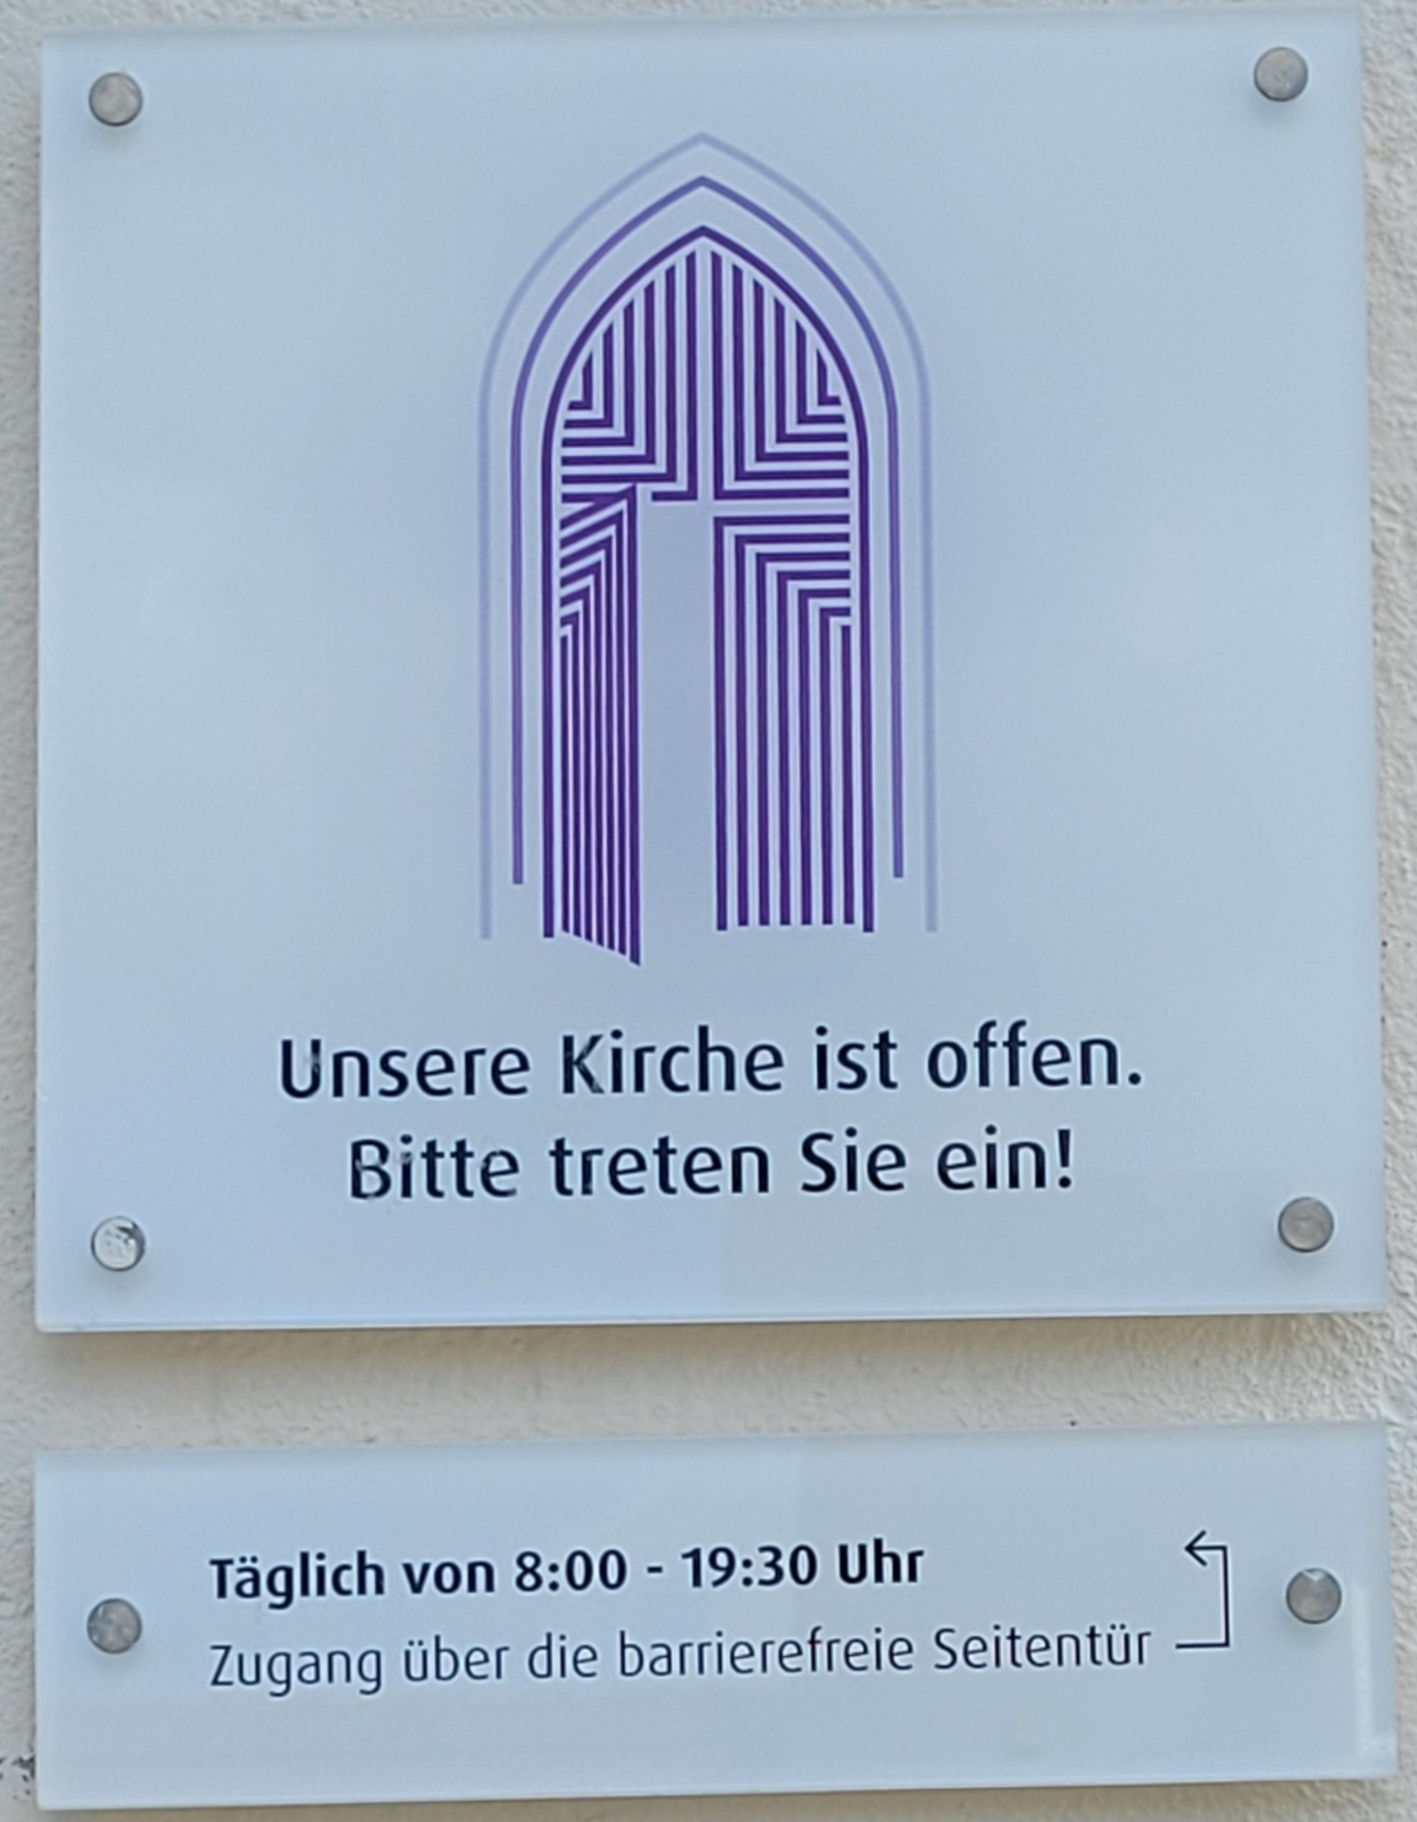 Unsere Kirche ist offen.
Bitte treten Sie ein!
Täglich von 8:00 - 19:30 Uhr
Zugang über die barrierefreie Seitentür